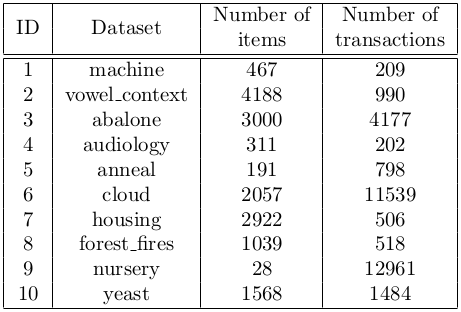 ID Dataset Number of items Number of transactions
1 machine 467 209
2 vowel_context 4188 990
3 abalone 3000 4177
4 audiology 311 202
5 anneal 191 798
6 cloud 2057 11539
7 housing 2922 506
8 forest_fires 1039 518
9 nursery 28 12961
10 yeast 1568 1484